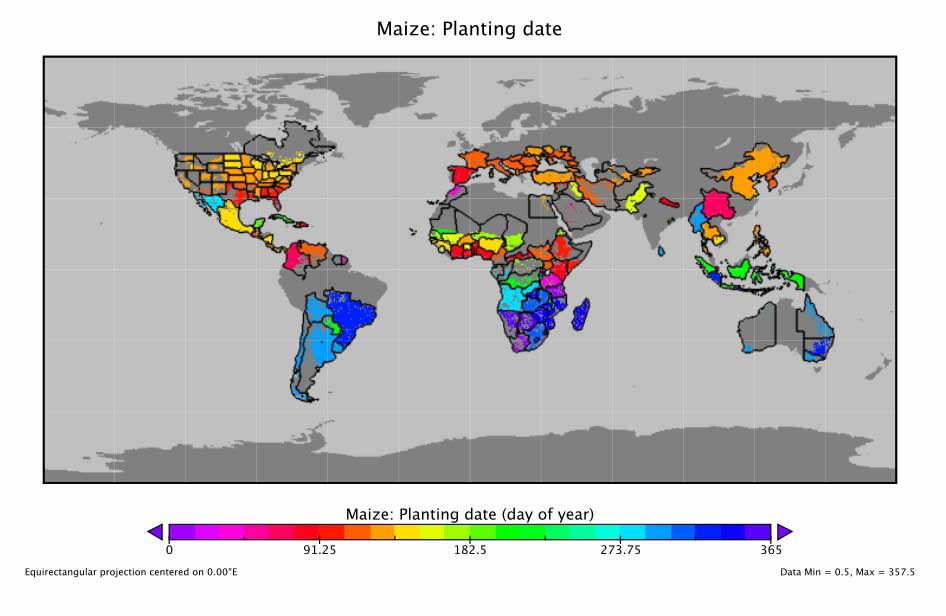 Maize: Planting date
Maize: Planting date (day of year)
0 91.25 182.5 273.75 365
Equirectangular projection centered on 0.00°E Data Min = 0.5, Max = 357.5